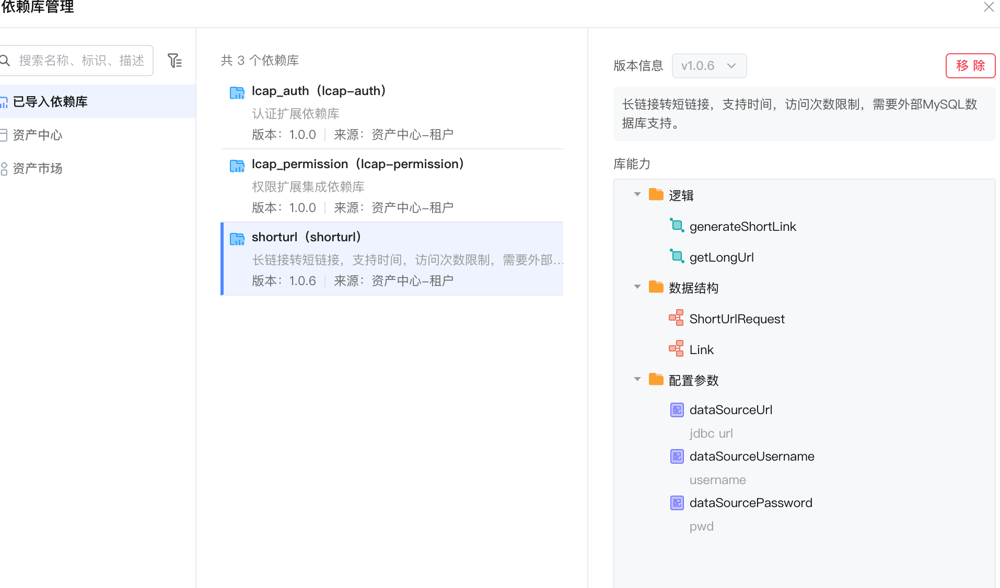 依赖库管理
搜索名称、标识、描述
已导入依赖库
资产中心
资产市场
共 3 个依赖库
lcap_auth（lcap-auth）
认证扩展依赖库
版本：1.0.0 来源：资产中心-租户
lcap_permission（lcap-permission）
权限扩展集成依赖库
版本：1.0.0 来源：资产中心-租户
shorturl（shorturl）
长链接转短链接，支持时间，访问次数限制，需要外部...
版本：1.0.6 来源：资产中心-租户
版本信息 v1.0.6 移 除
长链接转短链接，支持时间，访问次数限制，需要外部MySQL数
据库支持。
库能力
逻辑
generateShortLink
getLongUrl
数据结构
ShortUrlRequest
Link
配置参数
配 dataSourceUrl
jdbc url
配 dataSourceUsername
username
配 dataSourcePassword
pwd